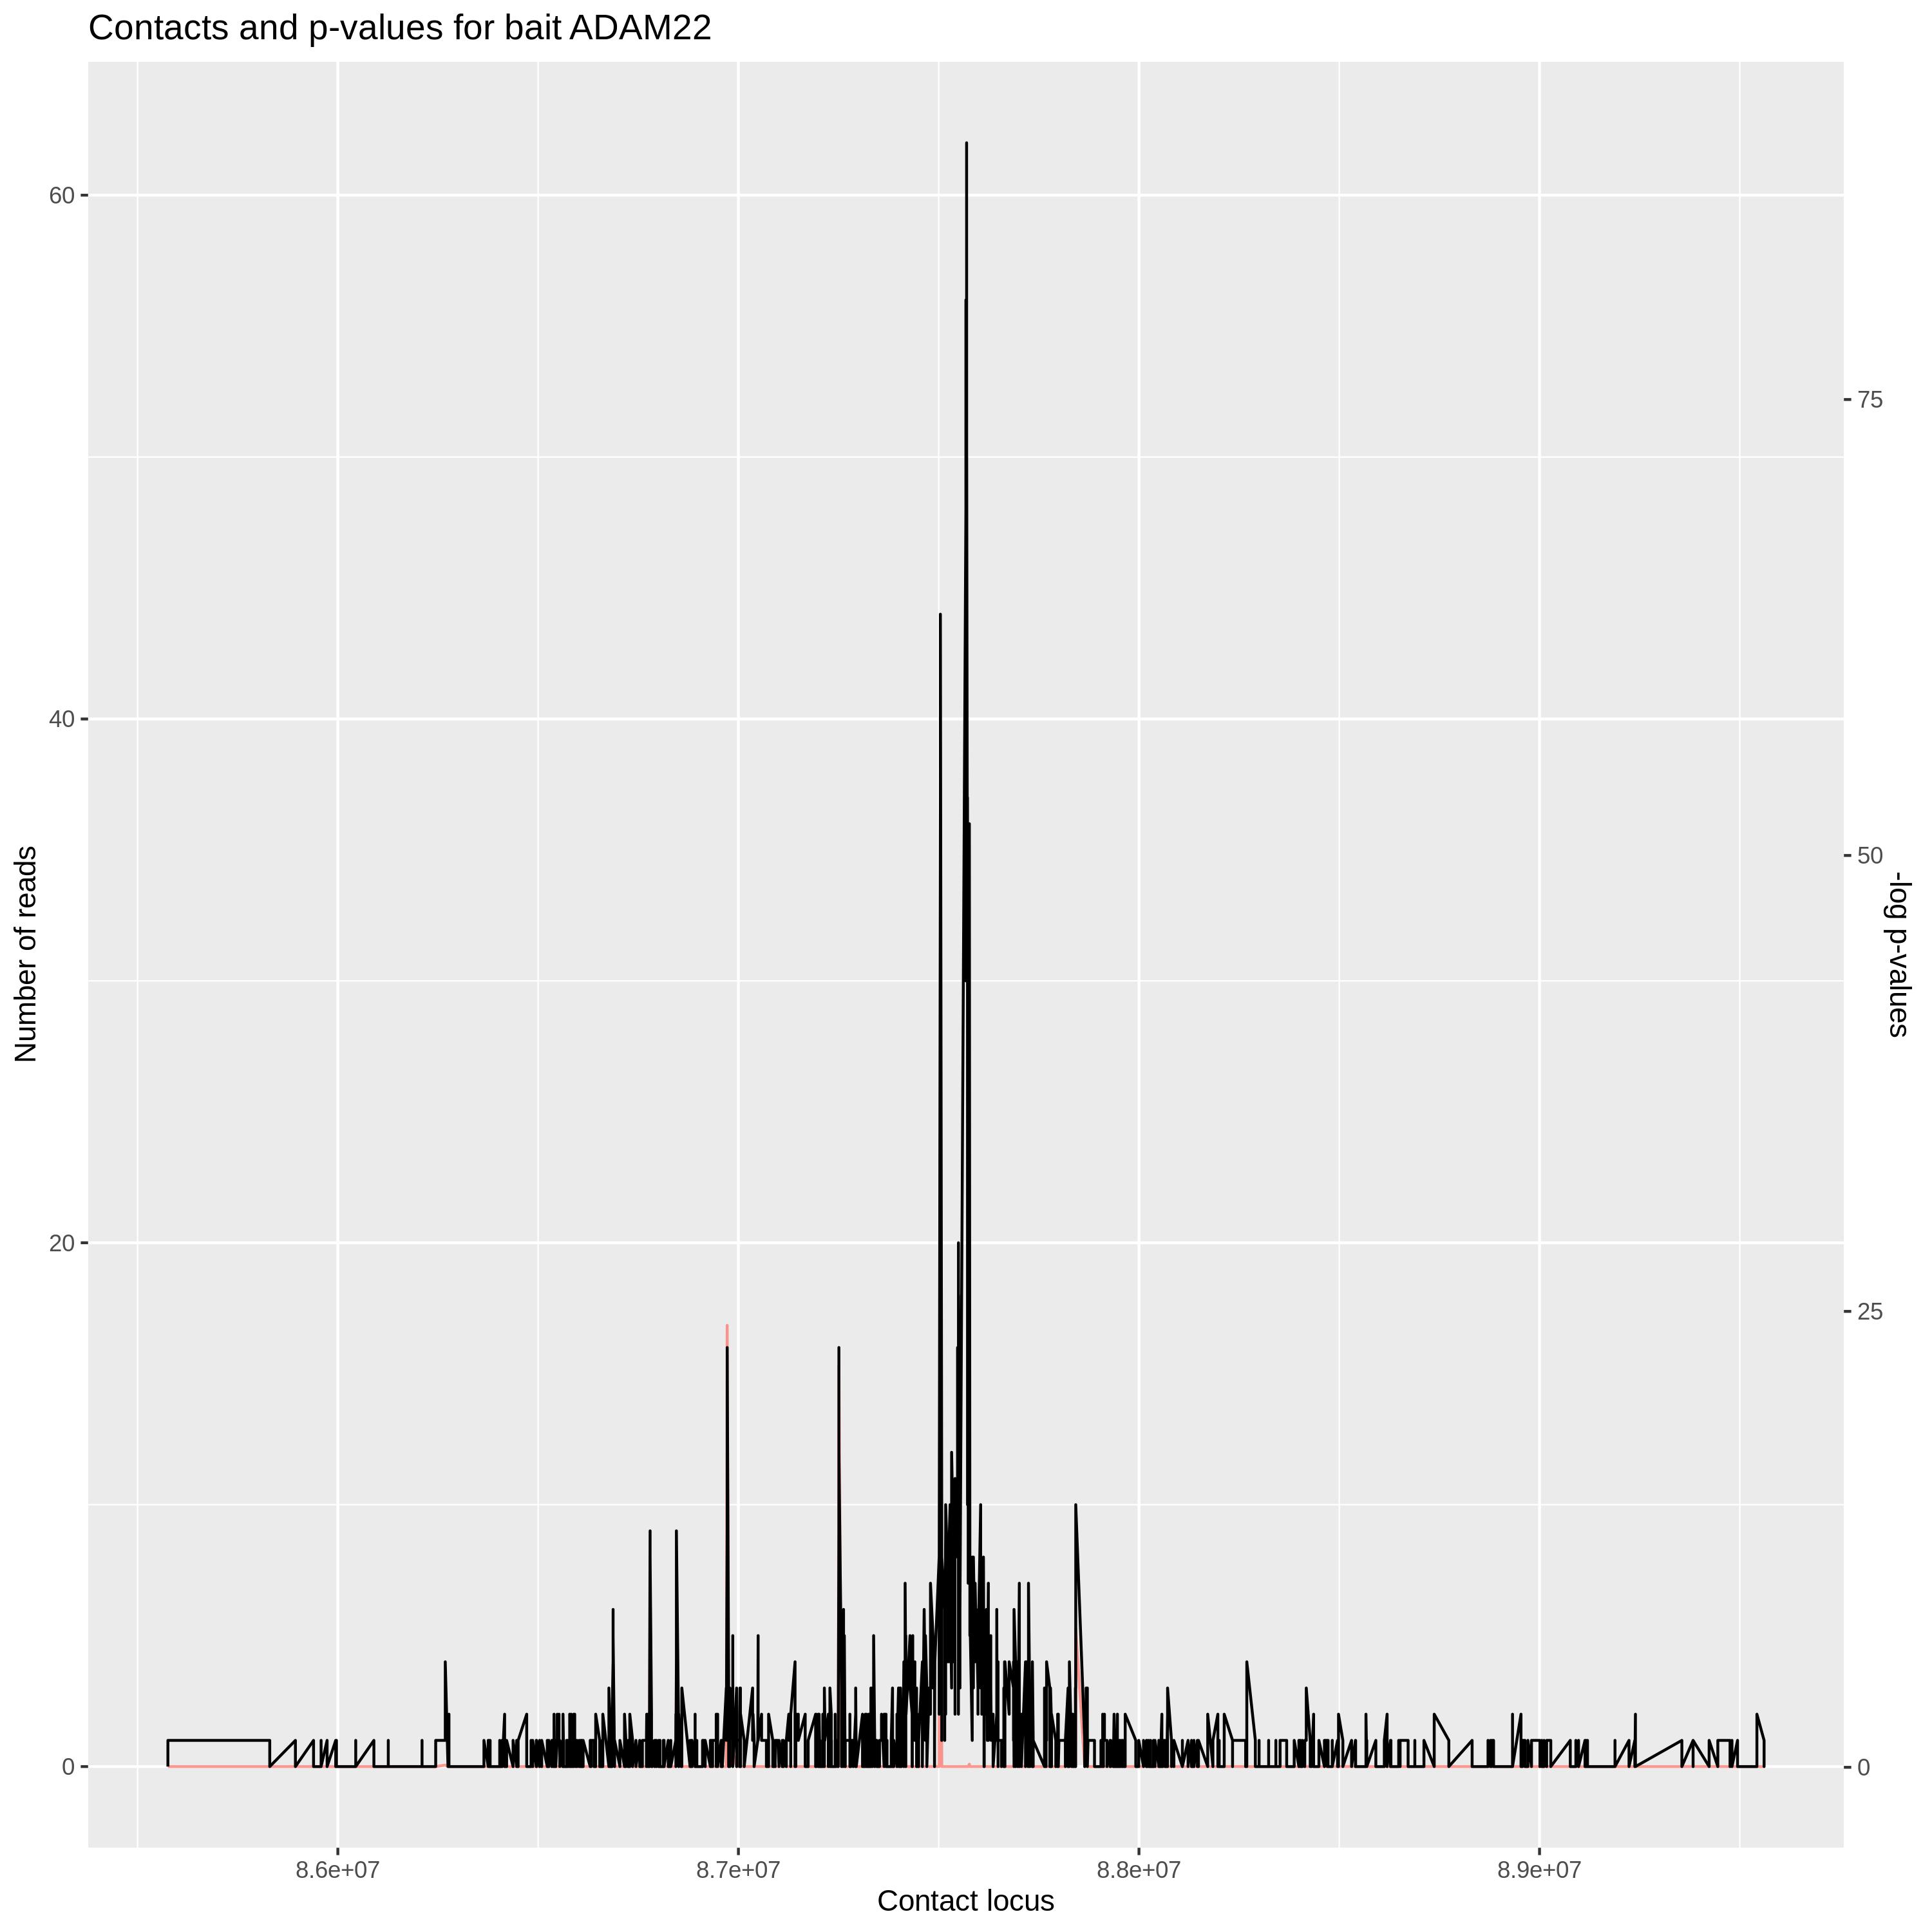 Contacts and p-values for bait ADAM22
60
40
20
0
75
50
25
0
Number of reads
-log p-values
8.6e+07
8.7e+07
8.8e+07
8.9e+07
Contact locus